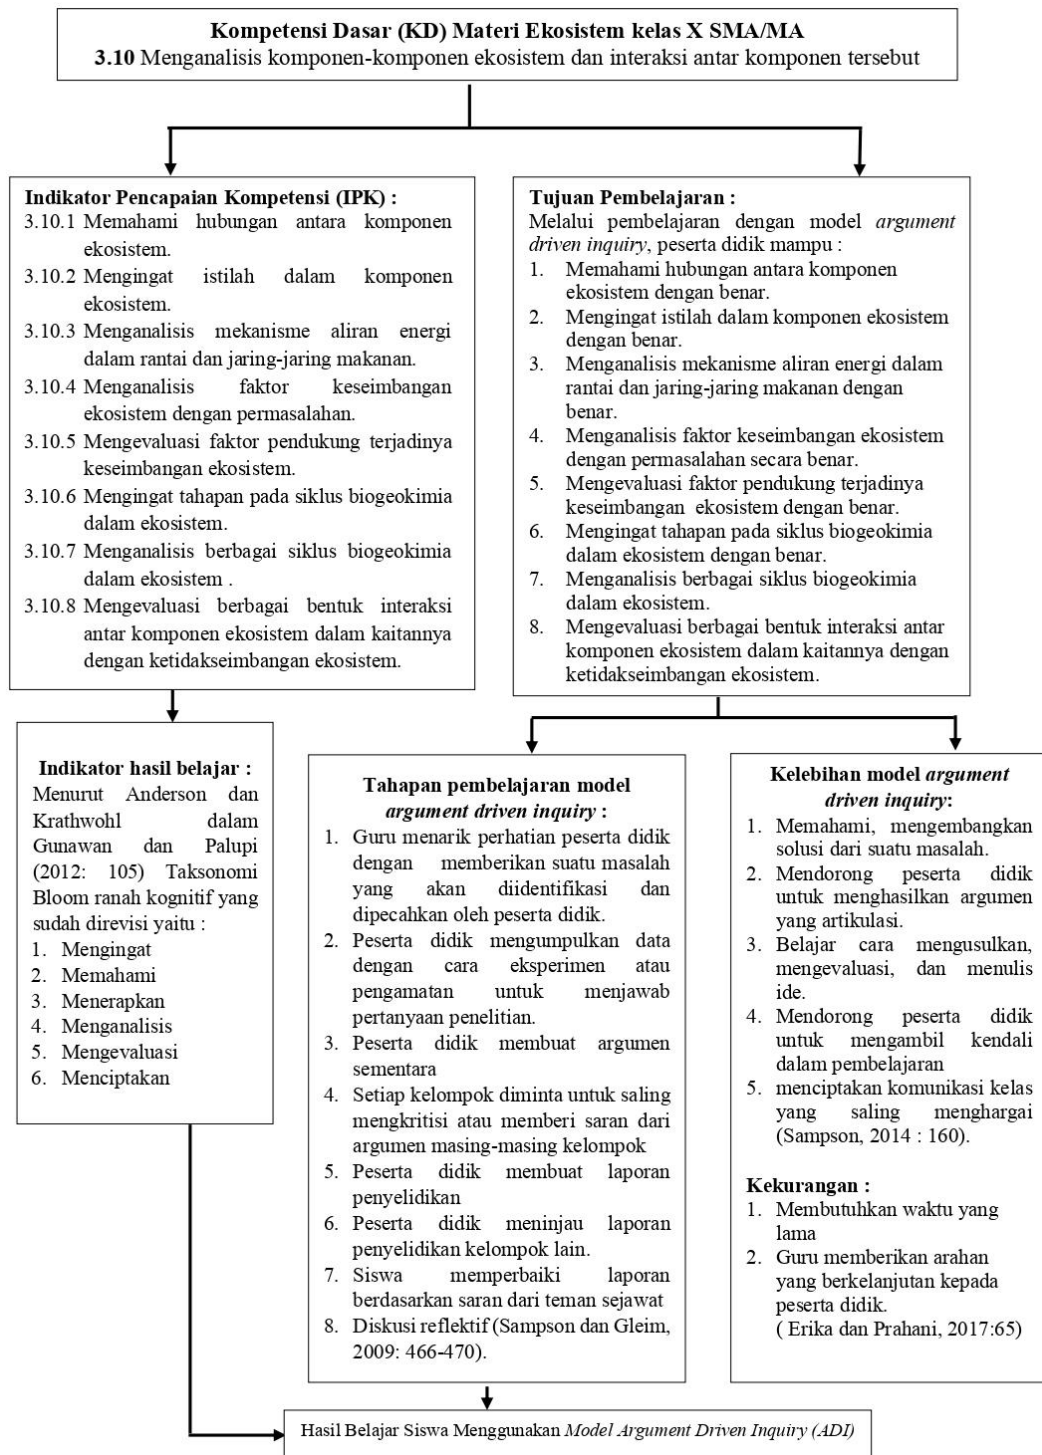 Kompetensi Dasar (KD) Materi Ekosistem kelas X SMA/MA
3.10 Menganalisis komponen-komponen ekosistem dan interaksi antar komponen tersebut
Indikator Pencapaian Kompetensi (IPK) :
3.10.1 Memahami hubungan antara komponen
ekosistem.
3.10.2 Mengingat istilah dalam komponen
ekosistem.
3.10.3 Menganalisis mekanisme aliran energi
dalam rantai dan jaring-jaring makanan.
3.10.4 Menganalisis faktor keseimbangan
ekosistem dengan permasalahan.
3.10.5 Mengevaluasi faktor pendukung terjadinya
keseimbangan ekosistem.
3.10.6 Mengingat tahapan pada siklus biogeokimia
dalam ekosistem.
3.10.7 Menganalisis berbagai siklus biogeokimia
dalam ekosistem .
3.10.8 Mengevaluasi berbagai bentuk interaksi
antar komponen ekosistem dalam kaitannya
dengan ketidakseimbangan ekosistem.
Tujuan Pembelajaran :
Melalui pembelajaran dengan model argument
driven inquiry, peserta didik mampu :
1. Memahami hubungan antara komponen
ekosistem dengan benar.
2. Mengingat istilah dalam komponen ekosistem
dengan benar.
3. Menganalisis mekanisme aliran energi dalam
rantai dan jaring-jaring makanan dengan
benar.
4. Menganalisis faktor keseimbangan ekosistem
dengan permasalahan secara benar.
5. Mengevaluasi faktor pendukung terjadinya
keseimbangan ekosistem dengan benar.
6. Mengingat tahapan pada siklus biogeokimia
dalam ekosistem dengan benar.
7. Menganalisis berbagai siklus biogeokimia
dalam ekosistem.
8. Mengevaluasi berbagai bentuk interaksi antar
komponen ekosistem dalam kaitannya dengan
ketidakseimbangan ekosistem.
Indikator hasil belajar :
Menurut Anderson dan
Krathwohl dalam
Gunawan dan Palupi
(2012: 105) Taksonomi
Bloom ranah kognitif yang
sudah direvisi yaitu :
1. Mengingat
2. Memahami
3. Menerapkan
4. Menganalisis
5. Mengevaluasi
6. Menciptakan
Tahapan pembelajaran model
argument driven inquiry :
1. Guru menarik perhatian peserta didik
dengan memberikan suatu masalah
yang akan diidentifikasi dan
dipecahkan oleh peserta didik.
2. Peserta didik mengumpulkan data
dengan cara eksperimen atau
pengamatan untuk menjawab
pertanyaan penelitian.
3. Peserta didik membuat argumen
sementara
4. Setiap kelompok diminta untuk saling
mengkritisi atau memberi saran dari
argumen masing-masing kelompok
5. Peserta didik membuat laporan
penyelidikan
6. Peserta didik meninjau laporan
penyelidikan kelompok lain.
7. Siswa memperbaiki laporan
berdasarkan saran dari teman sejawat
8. Diskusi reflektif (Sampson dan Gleim,
2009: 466-470).
Kelebihan model argument
driven inquiry:
1. Memahami, mengembangkan
solusi dari suatu masalah.
2. Mendorong peserta didik
untuk menghasilkan argumen
yang artikulasi.
3. Belajar cara mengusulkan,
mengevaluasi, dan menulis
ide.
4. Mendorong peserta didik
untuk mengambil kendali
dalam pembelajaran
5. menciptakan komunikasi kelas
yang saling menghargai
(Sampson, 2014 : 160).
Kekurangan :
1. Membutuhkan waktu yang
lama
2. Guru memberikan arahan
yang berkelanjutan kepada
peserta didik.
( Erika dan Prahani, 2017:65)
Hasil Belajar Siswa Menggunakan Model Argument Driven Inquiry (ADI)